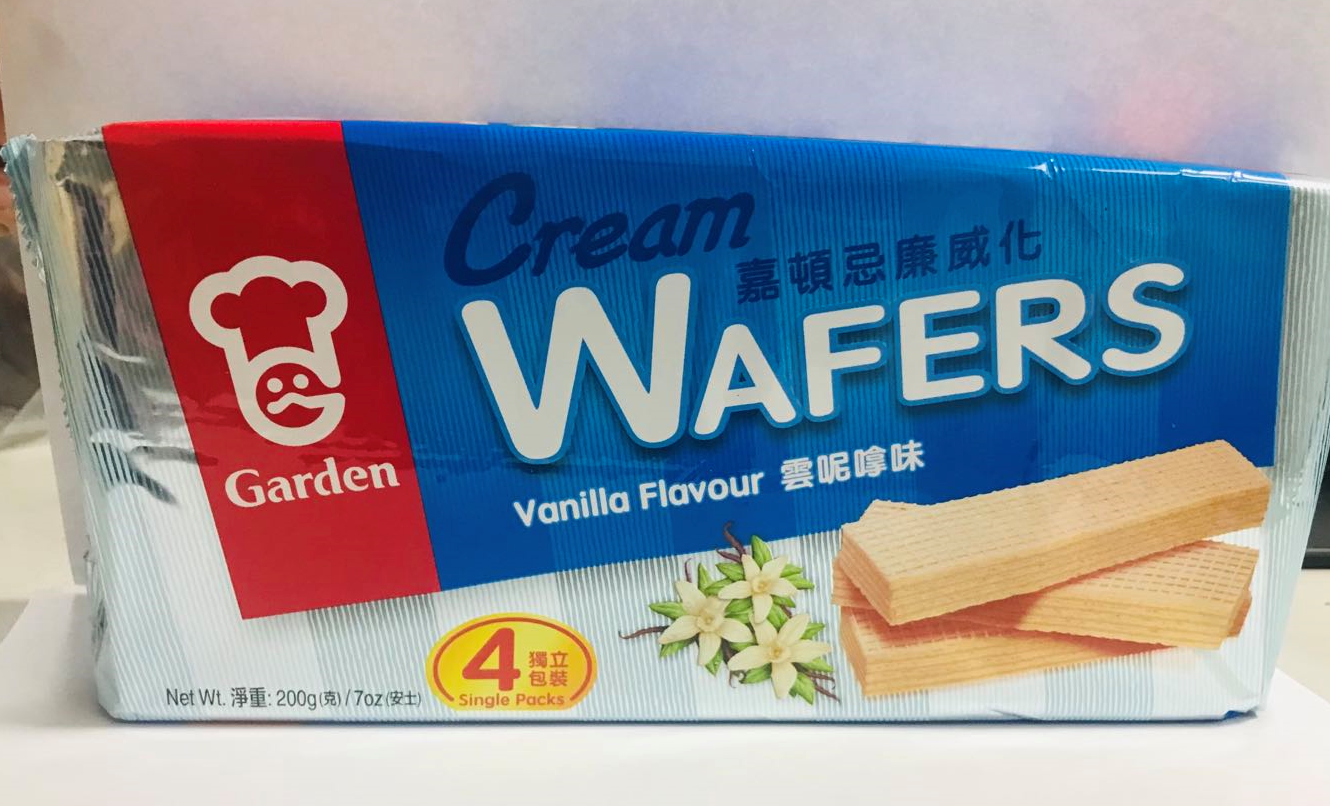 Cream
嘉頓忌廉威化
WAFERS
Garden
Vanilla Flavour 雲呢嗱味
4 獨立
包裝
Single Packs
Net Wt. 淨重: 200g(克)/7oz(安士)